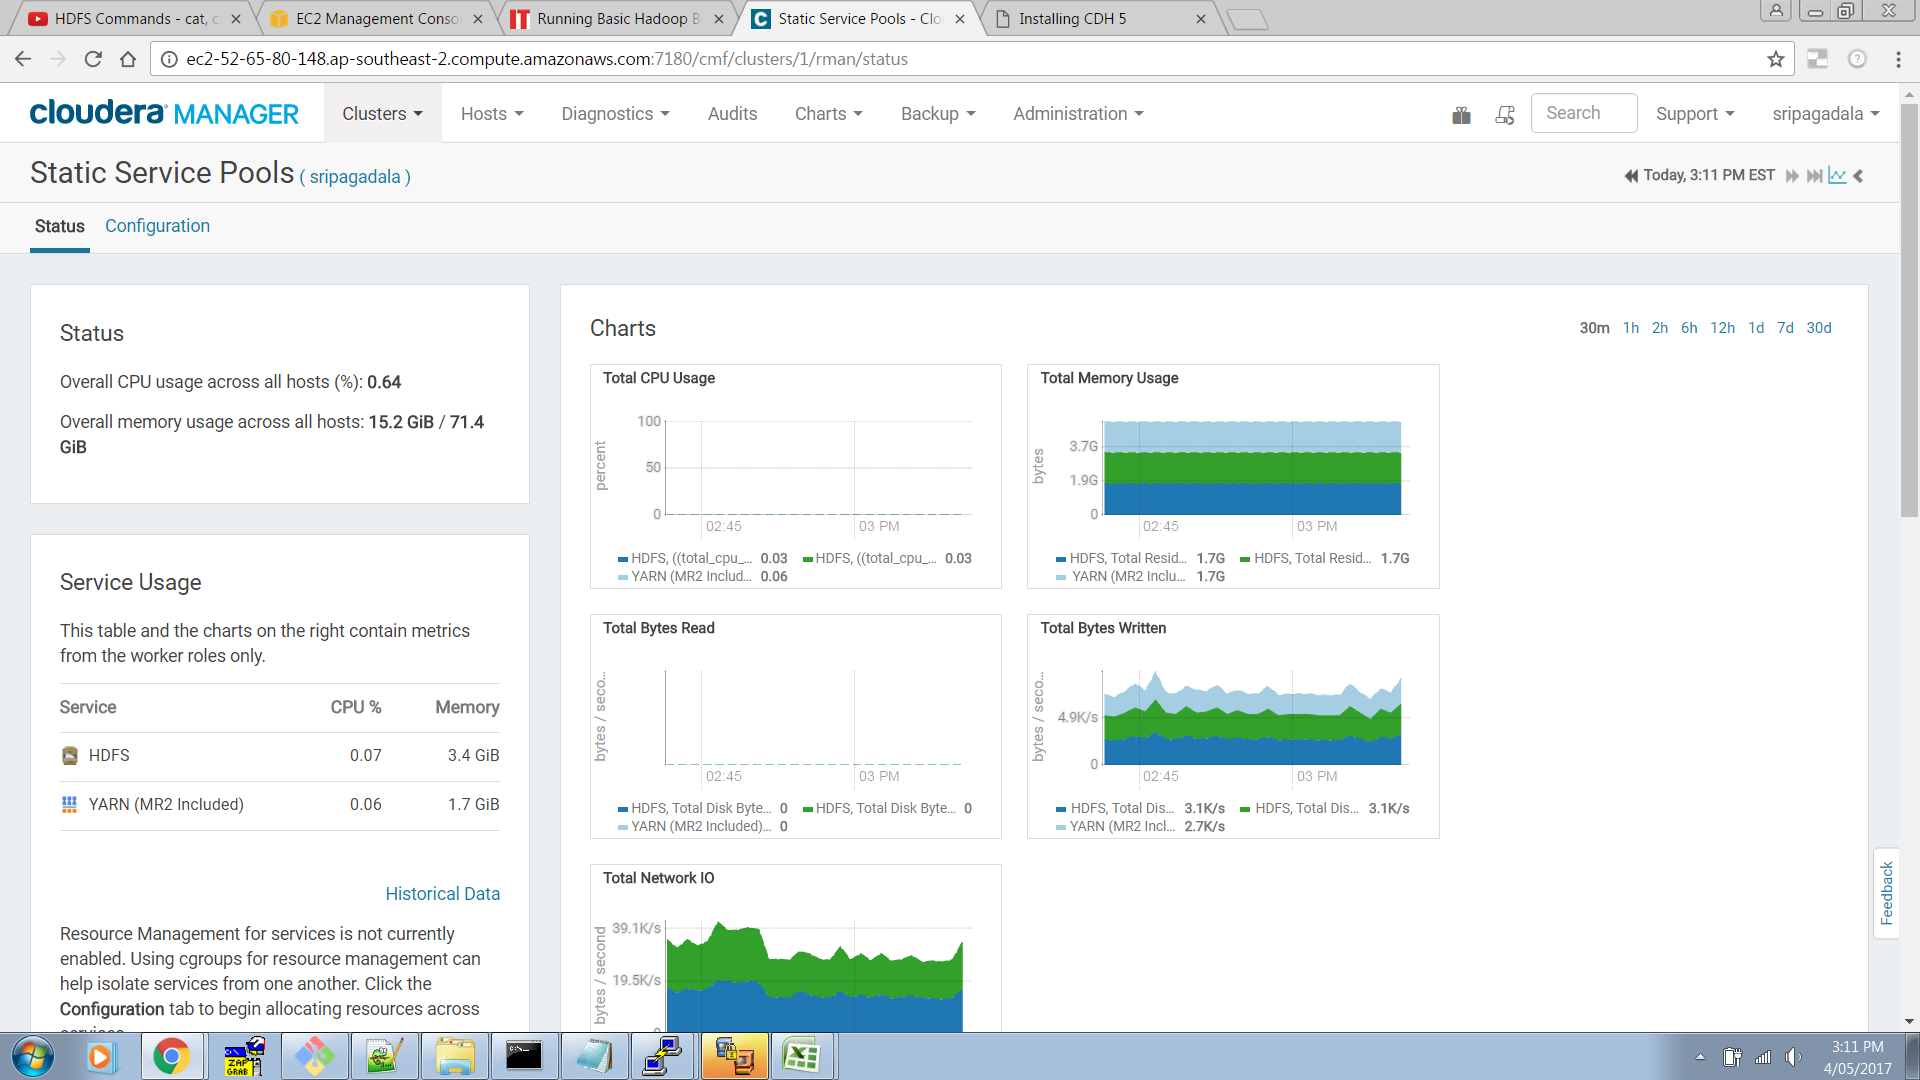 HDFS Commands - cat, c
EC2 Management Consol
Running Basic Hadoop B
Static Service Pools - Clo
Installing CDH 5
ec2-52-65-80-148.ap-southeast-2.compute.amazonaws.com:7180/cmf/clusters/1/rman/status
cloudera MANAGER
Clusters
Hosts
Diagnostics
Audits
Charts
Backup
Administration
Search
Support
sripagadala
Static Service Pools ( sripagadala )
Today, 3:11 PM EST
Status
Configuration
Status
Overall CPU usage across all hosts (%): 0.64
Overall memory usage across all hosts: 15.2 GiB / 71.4
GiB
Service Usage
This table and the charts on the right contain metrics
from the worker roles only.
Service CPU % Memory
HDFS 0.07 3.4 GiB
YARN (MR2 Included) 0.06 1.7 GiB
Historical Data
Resource Management for services is not currently
enabled. Using cgroups for resource management can
help isolate services from one another. Click the
Configuration tab to begin allocating resources across
services
Charts
30m 1h 2h 6h 12h 1d 7d 30d
Total CPU Usage
percent
100
50
0
02:45
03 PM
HDFS, ((total_cpu_... 0.03
HDFS, ((total_cpu_... 0.03
YARN (MR2 Includ... 0.06
Total Memory Usage
bytes
3.7G
1.9G
0
02:45
03 PM
HDFS, Total Resid... 1.7G
HDFS, Total Resid... 1.7G
YARN (MR2 Inclu... 1.7G
Total Bytes Read
bytes / seco...
02:45
03 PM
HDFS, Total Disk Byte... 0
HDFS, Total Disk Byte... 0
YARN (MR2 Included)... 0
Total Bytes Written
bytes / seco...
4.9K/s
0
02:45
03 PM
HDFS, Total Dis... 3.1K/s
HDFS, Total Dis... 3.1K/s
YARN (MR2 Incl... 2.7K/s
Total Network IO
bytes / second
39.1K/s
19.5K/s
0
Feedback
ZAP
GRAB
3:11 PM
4/05/2017